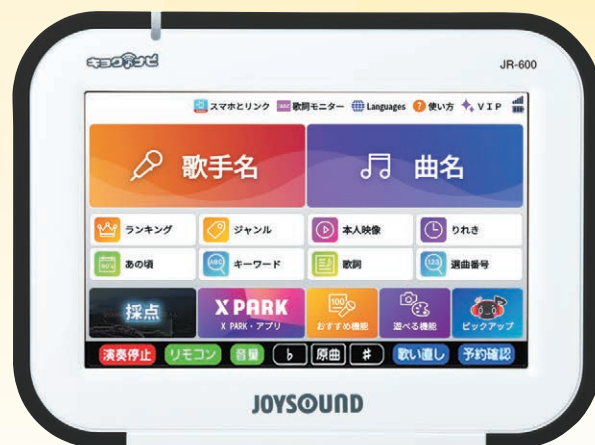 キョクナビ
JR-600
スマホとリンク
ABC
歌詞モニター
Languages
?
使い方
VIP
歌手名
曲名
ランキング
ジャンル
本人映像
りれき
90's
あの頃
ABC
キーワード
歌詞
123
選曲番号
採点
X PARK
X PARK・アプリ
100
おすすめ機能
遊べる機能
ピックアップ
演奏停止
リモコン
音量
♭
原曲
♯
歌い直し
予約確認
JOYSOUND